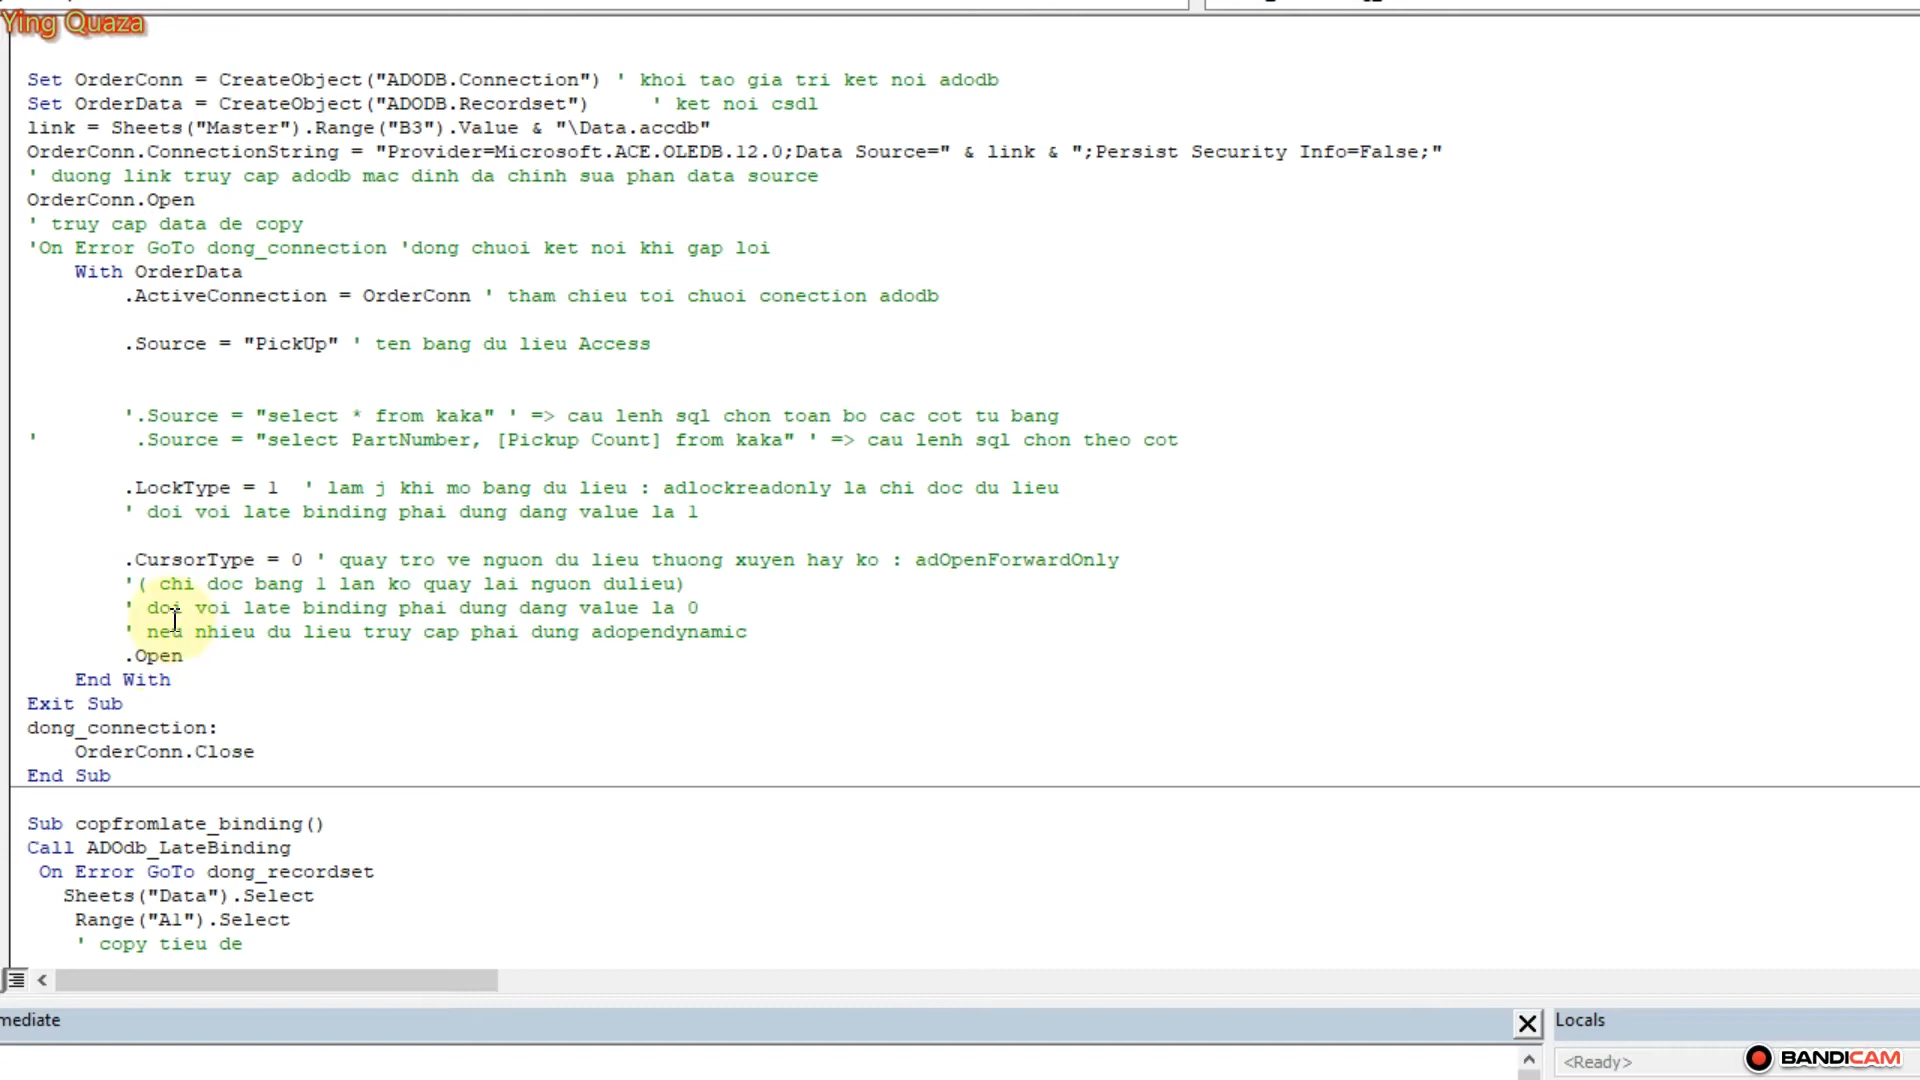 Ying Quaza
Set OrderConn = CreateObject("ADODB.Connection") ' khoi tao gia tri ket noi adodb
Set OrderData = CreateObject("ADODB.Recordset")     ' ket noi csdl
link = Sheets("Master").Range("B3").Value & "\Data.accdb"
OrderConn.ConnectionString = "Provider=Microsoft.ACE.OLEDB.12.0;Data Source=" & link & ";Persist Security Info=False;"
' duong link truy cap adodb mac dinh da chinh sua phan data source
OrderConn.Open
' truy cap data de copy
'On Error GoTo dong_connection 'dong chuoi ket noi khi gap loi
With OrderData
.ActiveConnection = OrderConn ' tham chieu toi chuoi conection adodb
.Source = "PickUp" ' ten bang du lieu Access
'.Source = "select * from kaka" ' => cau lenh sql chon toan bo cac cot tu bang
'        .Source = "select PartNumber, [Pickup Count] from kaka" ' => cau lenh sql chon theo cot
.LockType = 1  ' lam j khi mo bang du lieu : adlockreadonly la chi doc du lieu
' doi voi late binding phai dung dang value la 1
.CursorType = 0 ' quay tro ve nguon du lieu thuong xuyen hay ko : adOpenForwardOnly
'( chi doc bang 1 lan ko quay lai nguon dulieu)
' doi voi late binding phai dung dang value la 0
' neu nhieu du lieu truy cap phai dung adopendynamic
.Open
End With
Exit Sub
dong_connection:
OrderConn.Close
End Sub
Sub copfromlate_binding()
Call ADOdb_LateBinding
On Error GoTo dong_recordset
Sheets("Data").Select
Range("A1").Select
' copy tieu de
mediate
Locals
<Ready>
BANDICAM